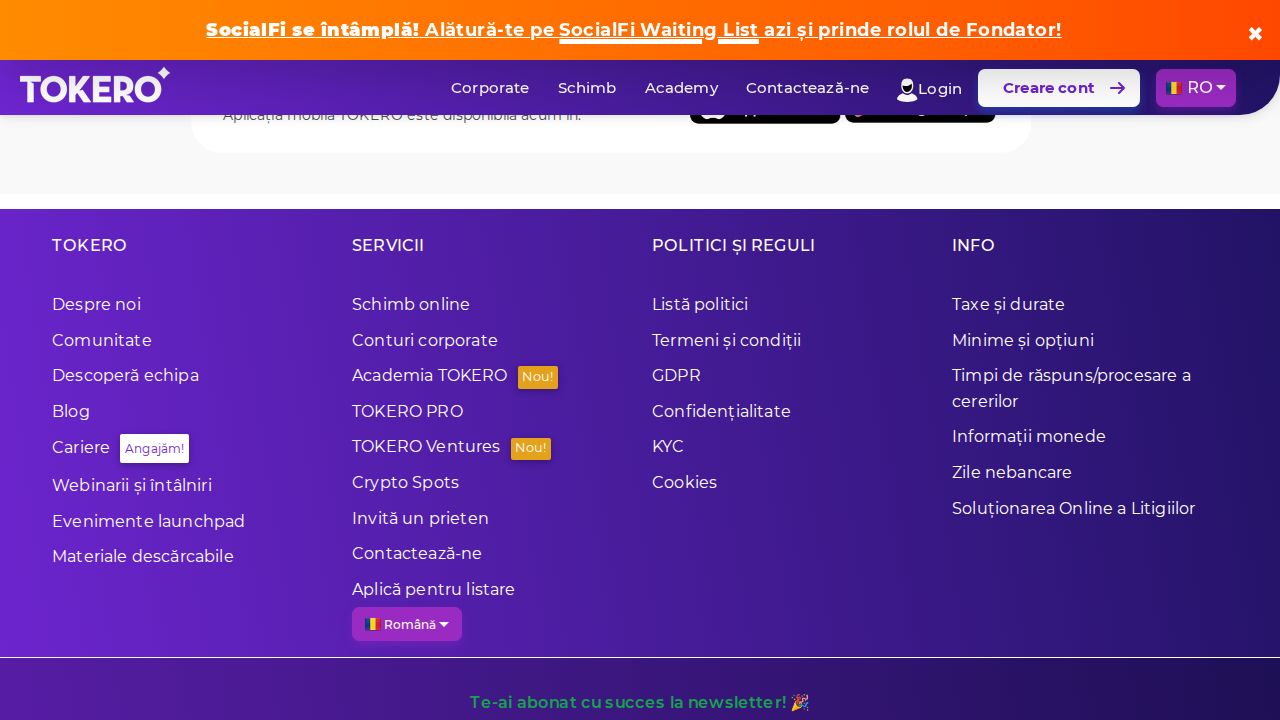 SocialFi se întâmplă! Alătură-te pe SocialFi Waiting List azi și prinde rolul de Fondator!
✖
TOKERO
Corporate
Schimb
Academy
Contactează-ne
Login
Creare cont →
RO
Aplicația mobilă TOKERO este disponibilă acum în:
TOKERO
Despre noi
Comunitate
Descoperă echipa
Blog
Cariere Angajăm!
Webinarii și întâlniri
Evenimente launchpad
Materiale descărcabile
SERVICII
Schimb online
Conturi corporate
Academia TOKERO Nou!
TOKERO PRO
TOKERO Ventures Nou!
Crypto Spots
Invită un prieten
Contactează-ne
Aplică pentru listare
Română
POLITICI ȘI REGULI
Listă politici
Termeni și condiții
GDPR
Confidențialitate
KYC
Cookies
INFO
Taxe și durate
Minime și opțiuni
Timpi de răspuns/procesare a
cererilor
Informații monede
Zile nebancare
Soluționarea Online a Litigiilor
Te-ai abonat cu succes la newsletter! 🎉